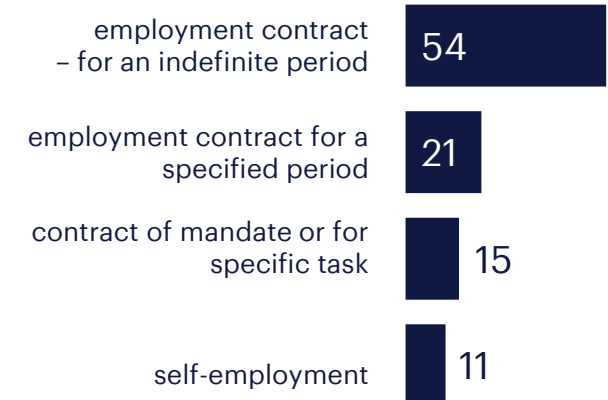 employment contract
– for an indefinite period
54
employment contract for a
specified period
21
contract of mandate or for
specific task
15
self-employment
11